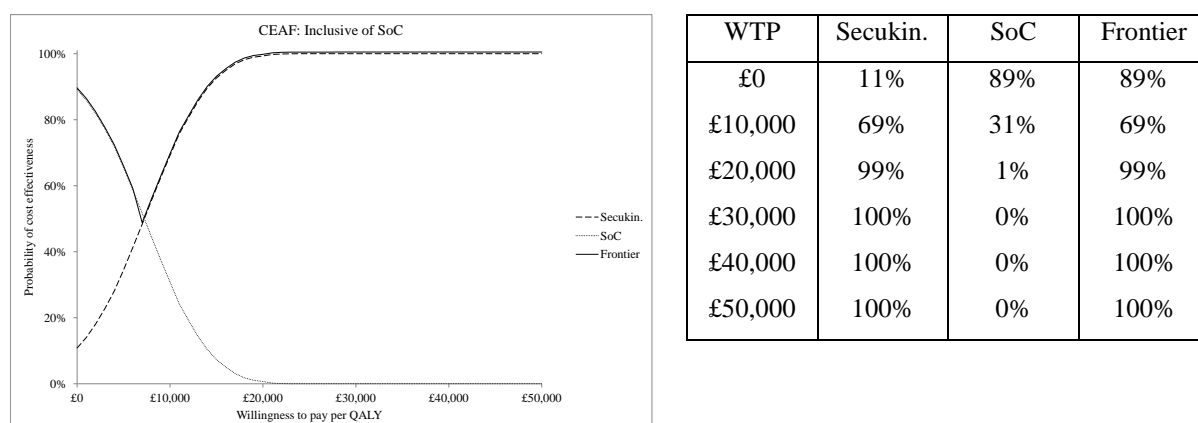 CEAF: Inclusive of SoC
100%
80%
60%
40%
20%
0%
Probability of cost effectiveness
£0 £10,000 £20,000 £30,000 £40,000 £50,000
Willingness to pay per QALY
Secukin.
SoC
Frontier
WTP Secukin. SoC Frontier
£0 11% 89% 89%
£10,000 69% 31% 69%
£20,000 99% 1% 99%
£30,000 100% 0% 100%
£40,000 100% 0% 100%
£50,000 100% 0% 100%